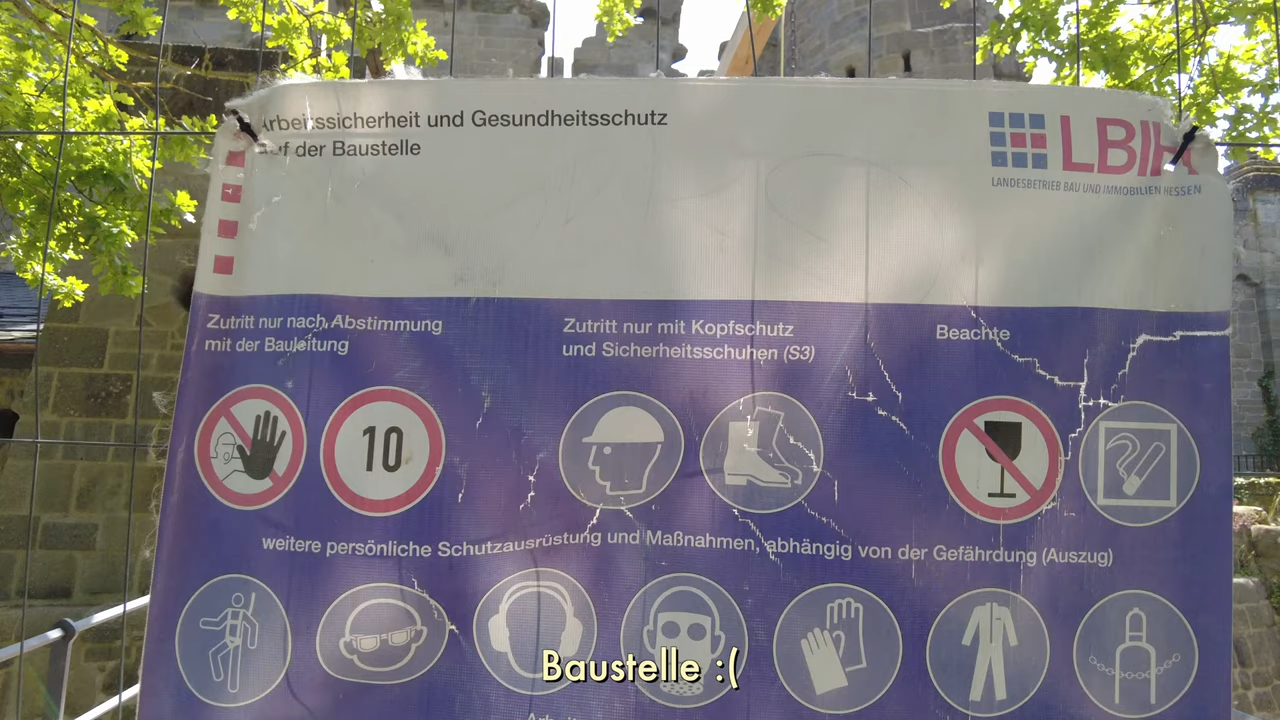 Arbeitssicherheit und Gesundheitsschutz
auf der Baustelle
LBIH
LANDESBETRIEB BAU UND IMMOBILIEN HESSEN
Zutritt nur nach Abstimmung
mit der Bauleitung
Zutritt nur mit Kopfschutz
und Sicherheitsschuhen (S3)
Beachte
10
weitere persönliche Schutzausrüstung und Maßnahmen, abhängig von der Gefährdung (Auszug)
Baustelle :(